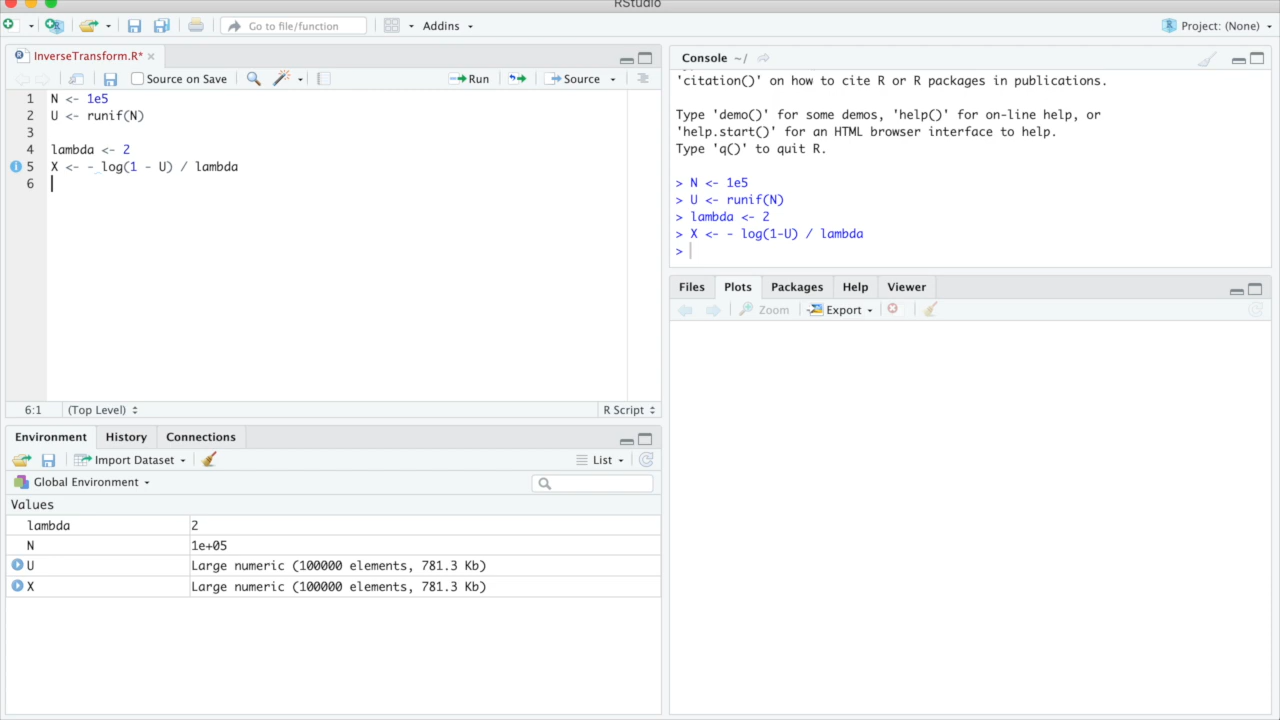 RStudio
Go to file/function
Addins
Project: (None)
InverseTransform.R*
Source on Save
Run
Source
1 N <- 1e5
2 U <- runif(N)
3
4 lambda <- 2
5 X <- - log(1 - U) / lambda
6
6:1 (Top Level) R Script
Environment History Connections
Import Dataset List
Global Environment
Values
lambda 2
N 1e+05
U Large numeric (100000 elements, 781.3 Kb)
X Large numeric (100000 elements, 781.3 Kb)
Console ~/
'citation()' on how to cite R or R packages in publications.
Type 'demo()' for some demos, 'help()' for on-line help, or
'help.start()' for an HTML browser interface to help.
Type 'q()' to quit R.
> N <- 1e5
> U <- runif(N)
> lambda <- 2
> X <- - log(1-U) / lambda
>
Files Plots Packages Help Viewer
Zoom Export